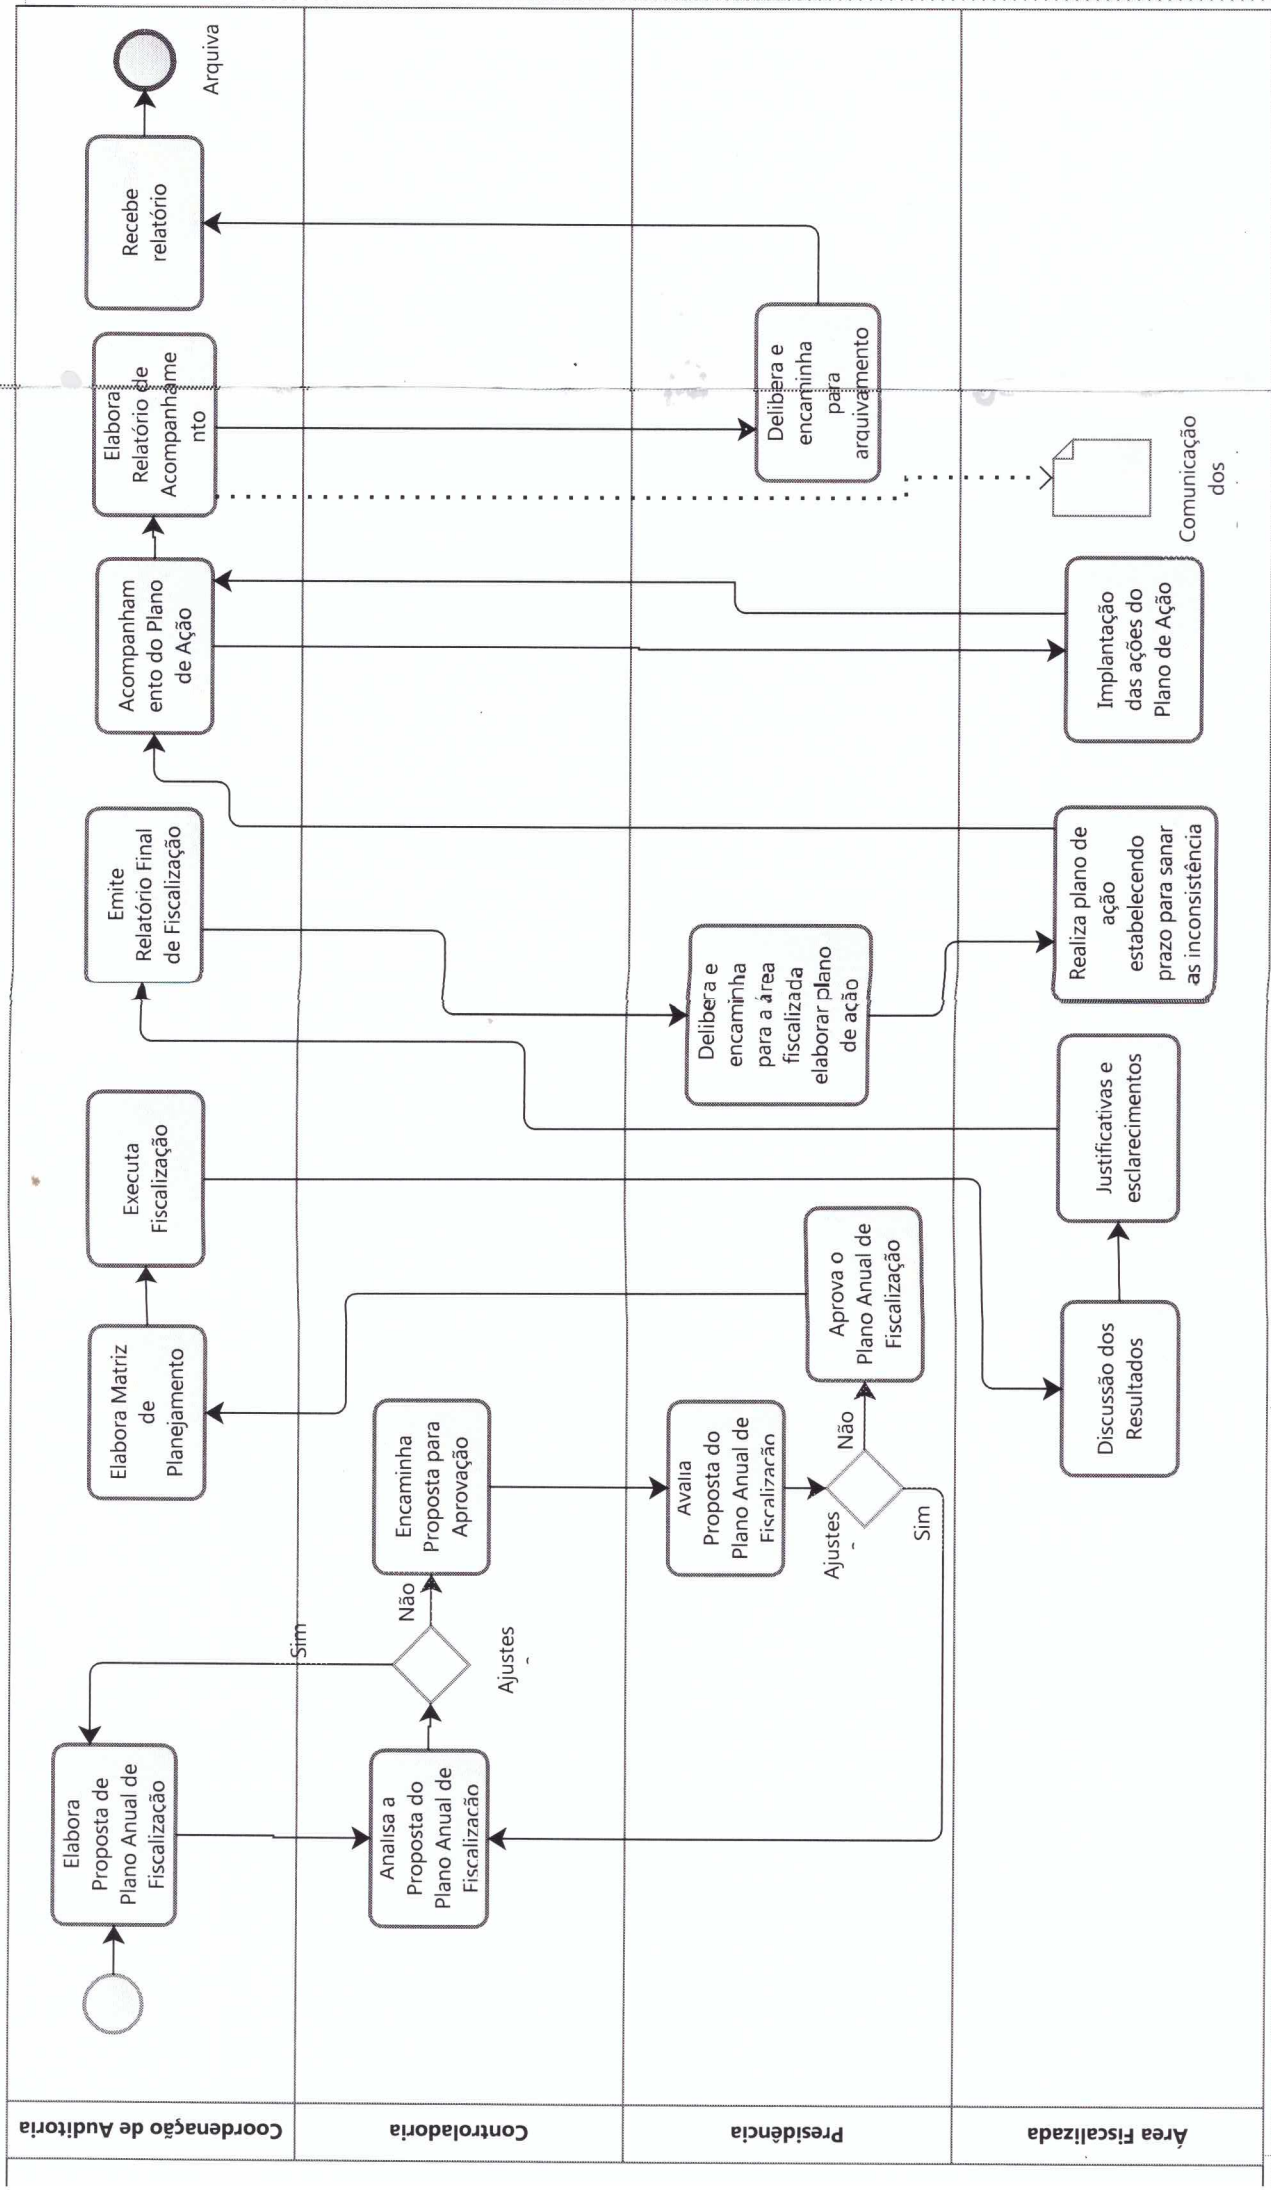 Coordenação de Auditoria
Elabora
Proposta de
Plano Anual de
Fiscalização
Elabora Matriz
de
Planejamento
Executa
Fiscalização
Emite
Relatório Final
de Fiscalização
Acompanham
ento do Plano
de Ação
Elabora
Relatório de
Acompanhame
nto
Recebe
relatório
Arquiva
Controladoria
Analisa a
Proposta do
Plano Anual de
Fiscalização
Sim
Não
Ajustes
Encaminha
Proposta para
Aprovação
Presidência
Avalia
Proposta do
Plano Anual de
Fiscalização
Ajustes
Não
Sim
Aprova o
Plano Anual de
Fiscalização
Delibera e
encaminha
para a área
fiscalizada
elaborar plano
de ação
Delibera e
encaminha
para
arquivamento
Área Fiscalizada
Discussão dos
Resultados
Justificativas e
esclarecimentos
Realiza plano de
ação
estabelecendo
prazo para sanar
as inconsistência
Implantação
das ações do
Plano de Ação
Comunicação
dos